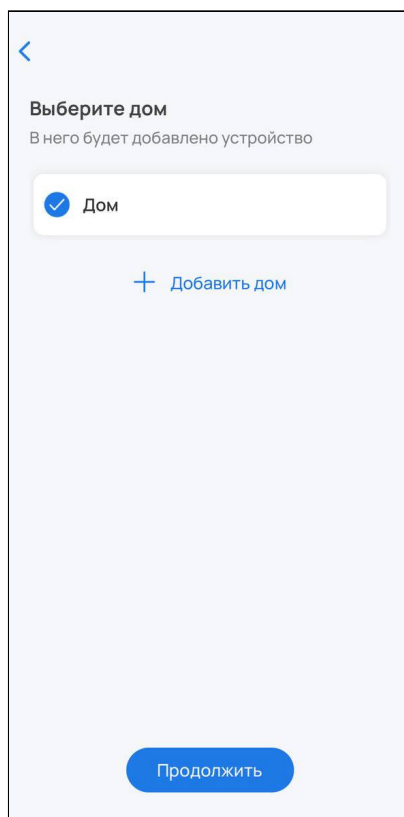 Выберите дом
В него будет добавлено устройство
Дом
Добавить дом
Продолжить